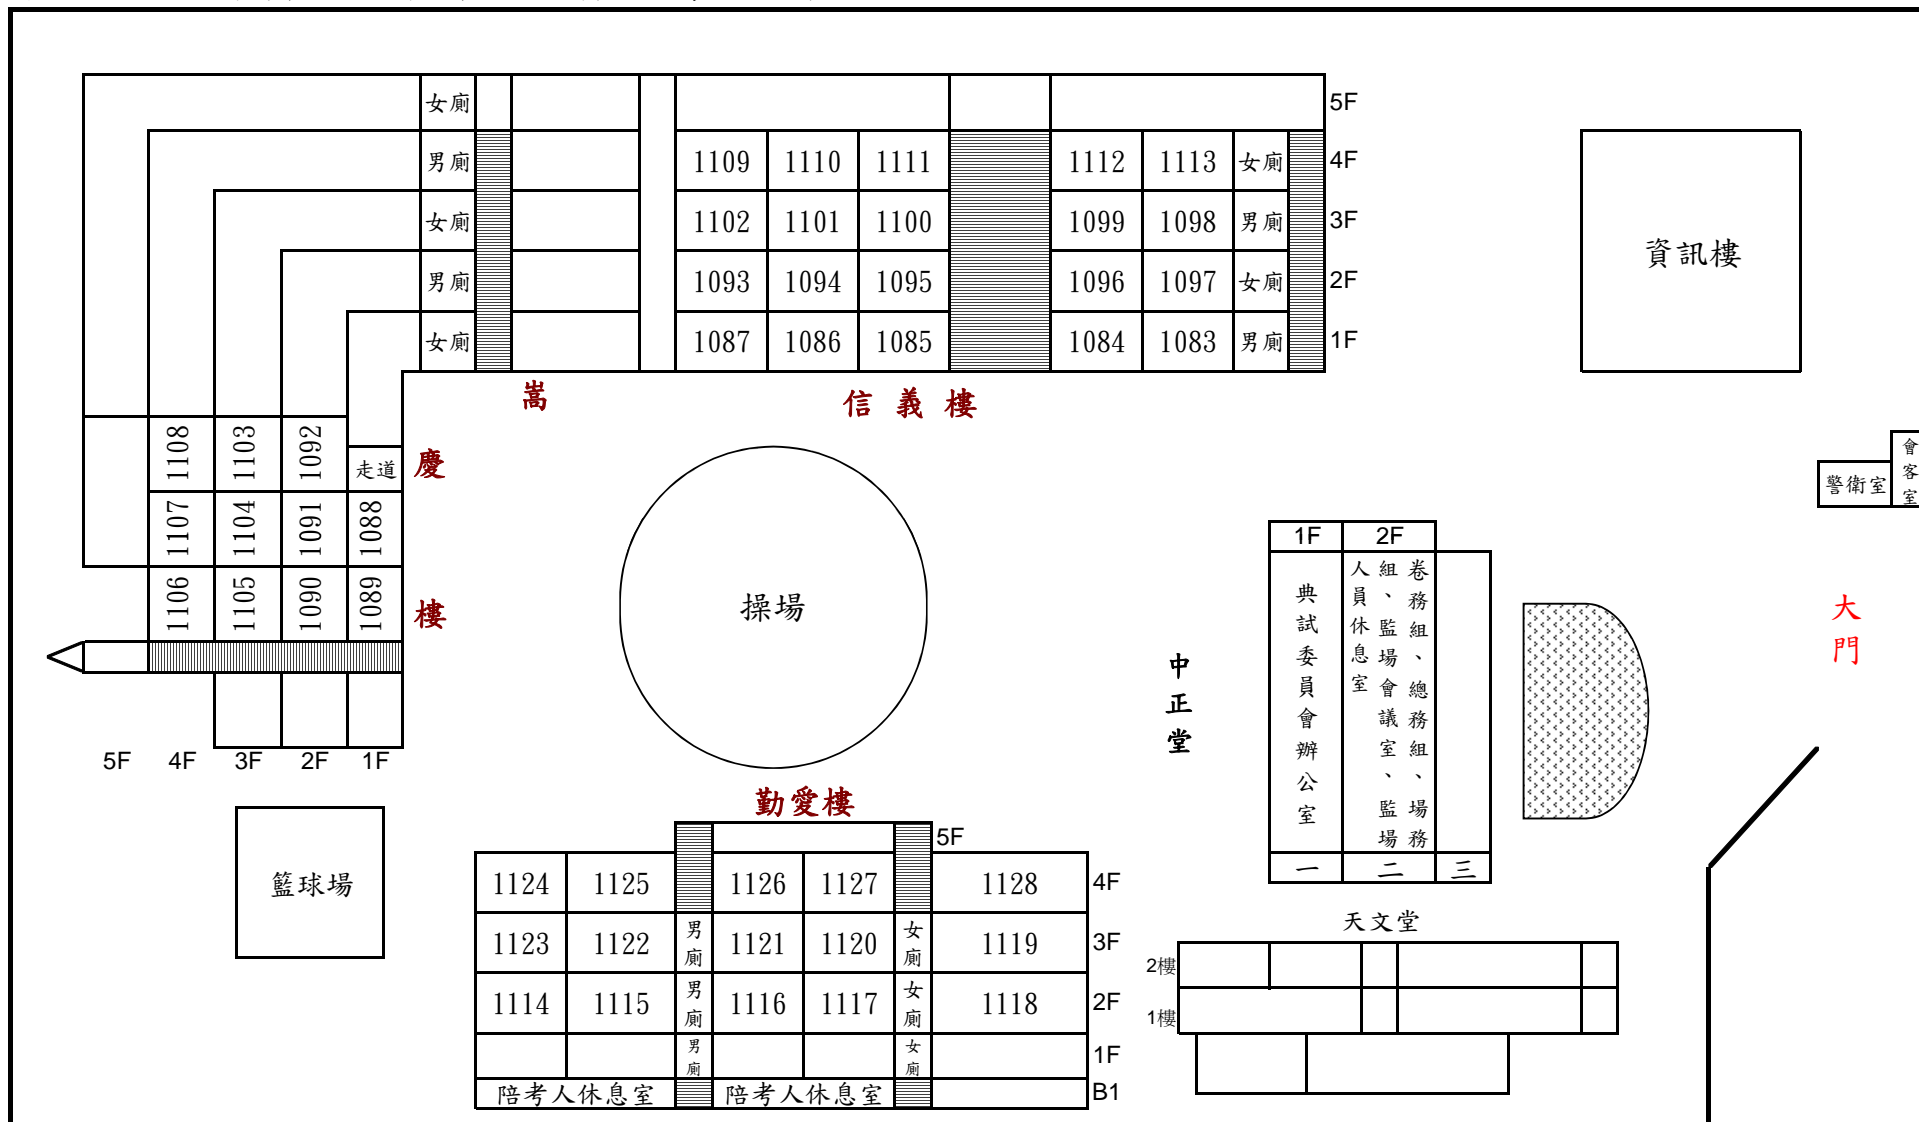 女廁 5F
男廁 1109 1110 1111 1112 1113 女廁 4F
女廁 1102 1101 1100 1099 1098 男廁 3F
男廁 1093 1094 1095 1096 1097 女廁 2F
女廁 1087 1086 1085 1084 1083 男廁 1F
資訊樓
嵩慶樓
信義樓
1108 1103 1092 走道
1107 1104 1091 1088
1106 1105 1090 1089
5F 4F 3F 2F 1F
操場
籃球場
會客室
警衛室
大門
中正堂
1F 2F
典試委員會辦公室
卷務組、總務組、場務
組、監場會議室、監場
人員休息室
一 二 三
勤愛樓
5F
1124 1125 1126 1127 1128 4F
1123 1122 男廁 1121 1120 女廁 1119 3F
1114 1115 男廁 1116 1117 女廁 1118 2F
男廁 女廁 1F
陪考人休息室 陪考人休息室 B1
天文堂
2樓
1樓